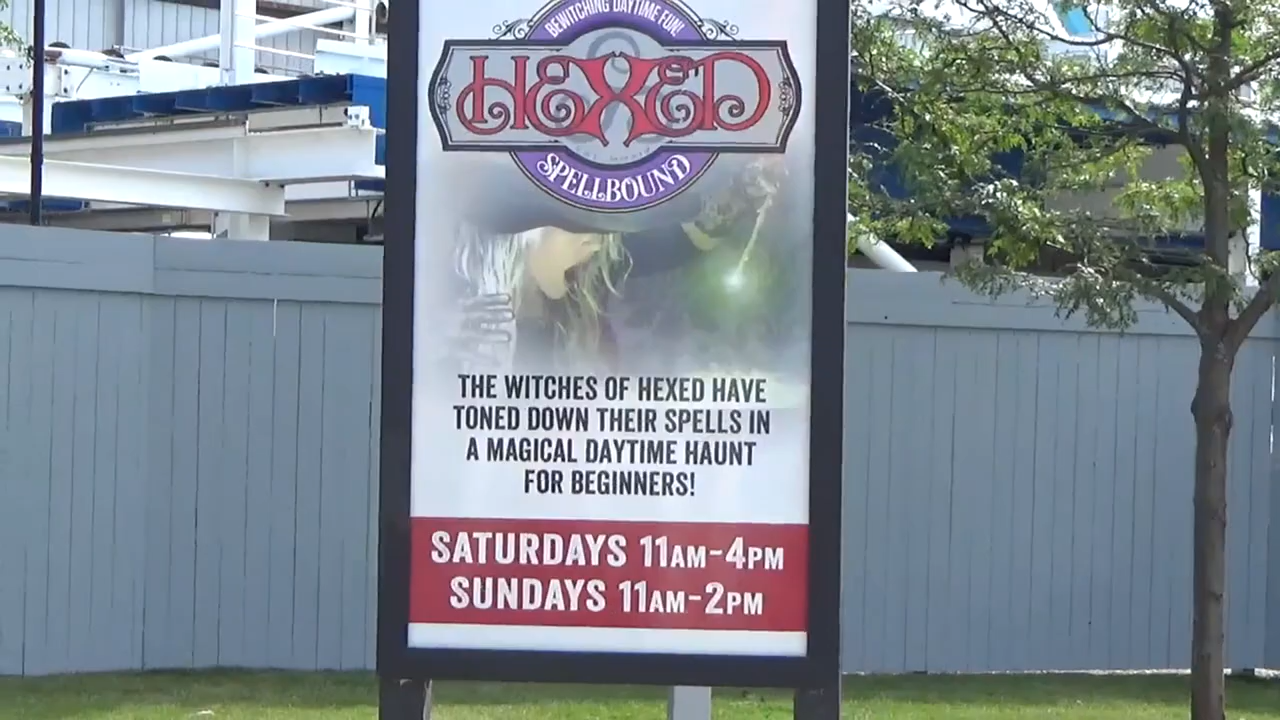 BEWITCHING DAYTIME FUN!
HEXED
SPELLBOUND
THE WITCHES OF HEXED HAVE
TONED DOWN THEIR SPELLS IN
A MAGICAL DAYTIME HAUNT
FOR BEGINNERS!
SATURDAYS 11AM-4PM
SUNDAYS 11AM-2PM